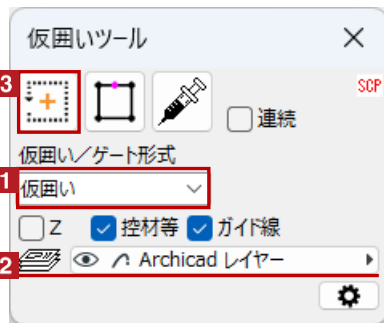 仮囲いツール
3
SCP
連続
仮囲い／ゲート形式
1
仮囲い
Z 控材等 ガイド線
2
Archicad レイヤー